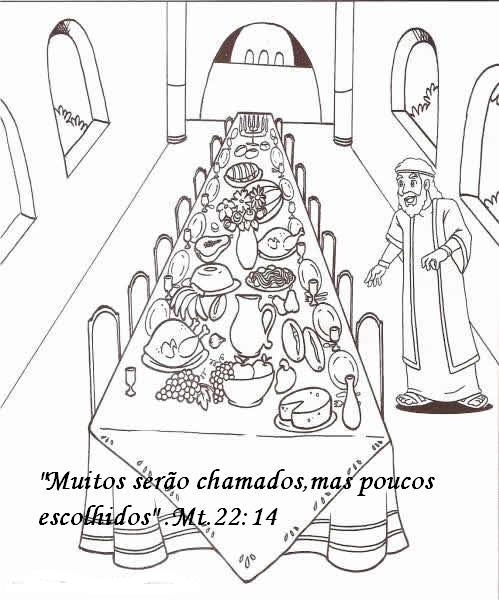 "Muitos serão chamados,mas poucos
escolhidos".Mt.22:14